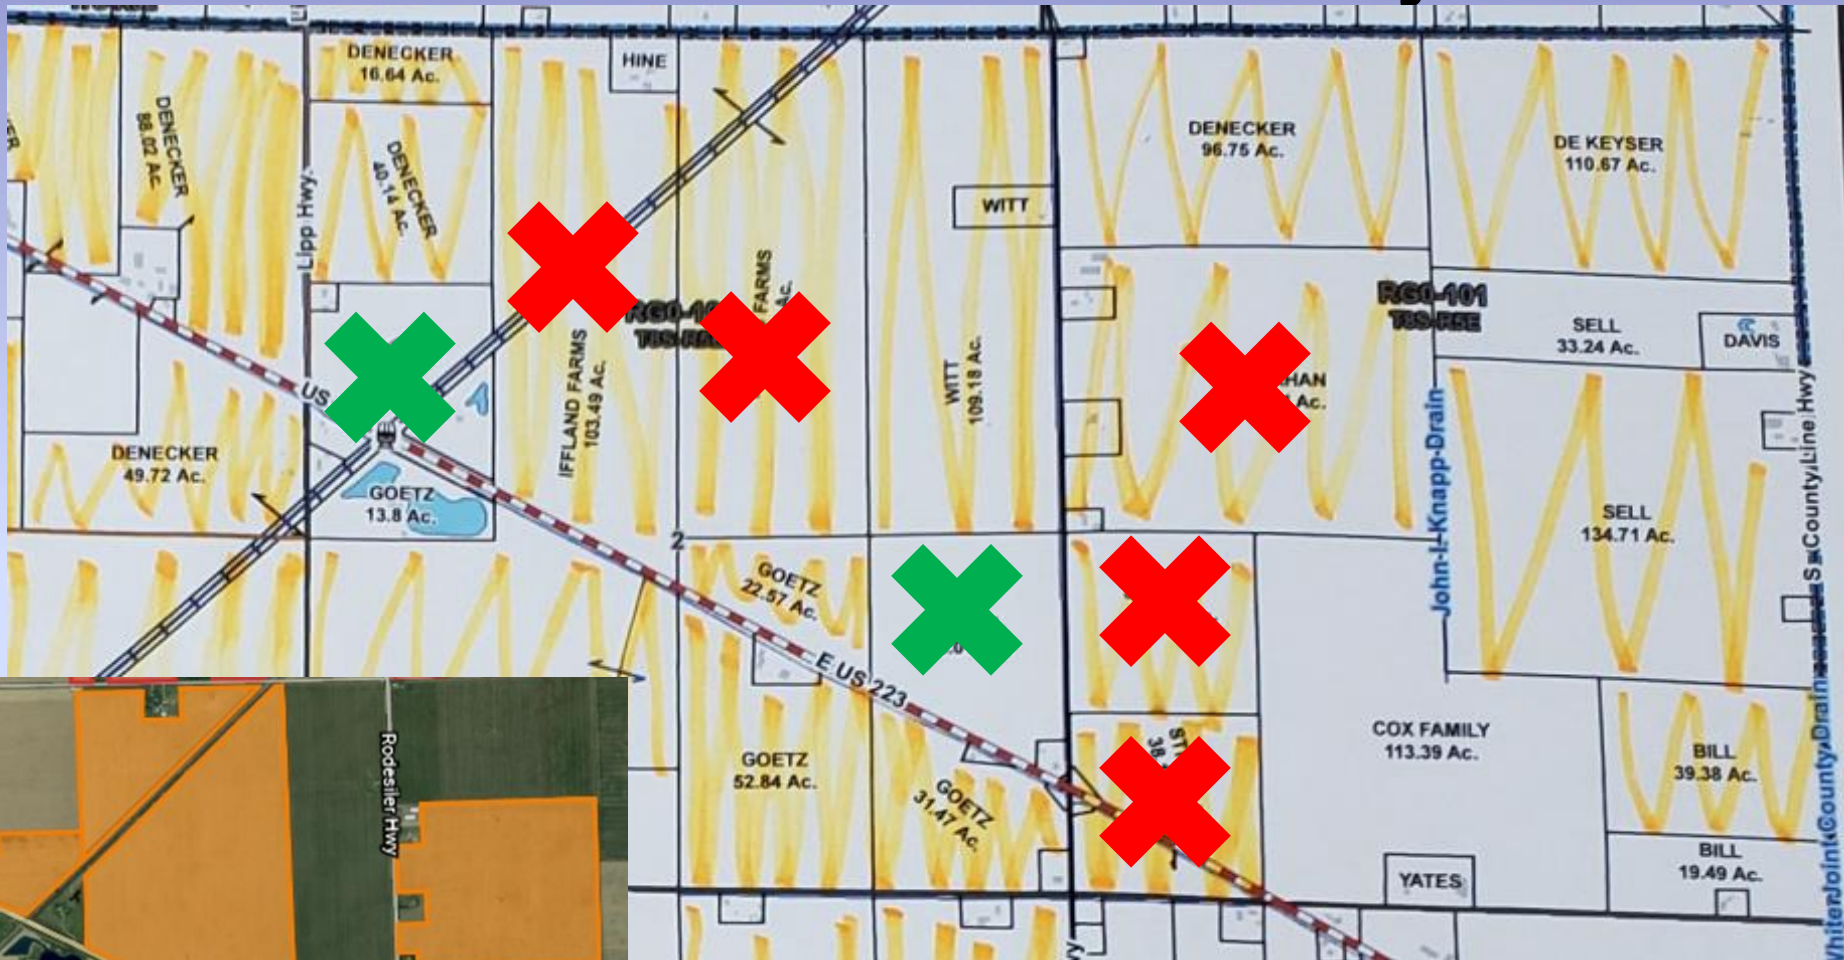 DENECKER
16.64 Ac.
HINE
DENECKER
88.02 Ac.
DENECKER
40.14 Ac.
Lipp Hwy.
DENECKER
96.75 Ac.
DE KEYSER
110.67 Ac.
WITT
FARMS
Ac.
RG0-101
T8S-R5E
SELL
33.24 Ac.
DAVIS
IFFLAND FARMS
103.49 Ac.
WITT
109.18 Ac.
HAN
Ac.
US
John-I-Knapp-Drain
S County Line Hwy
DENECKER
49.72 Ac.
GOETZ
13.8 Ac.
SELL
134.71 Ac.
2
GOETZ
22.57 Ac.
E US 223
COX FAMILY
113.39 Ac.
GOETZ
52.84 Ac.
GOETZ
31.47 Ac.
BILL
39.38 Ac.
BILL
19.49 Ac.
YATES
Rodesiler Hwy